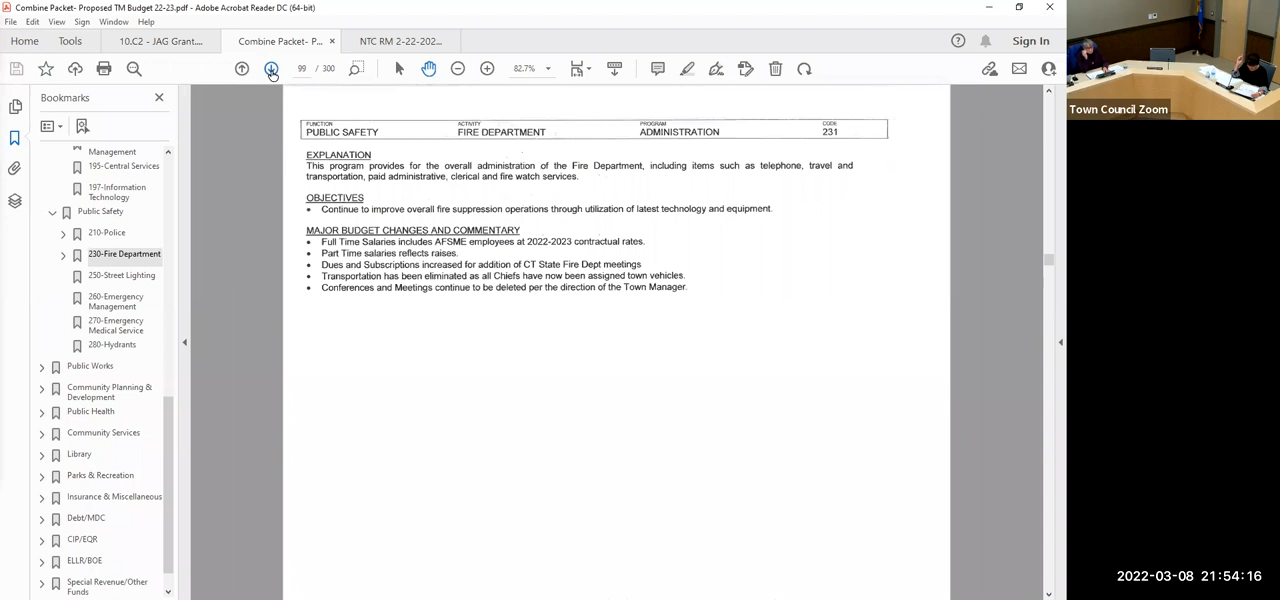 Combine Packet- Proposed TM Budget 22-23.pdf - Adobe Acrobat Reader DC (64-bit)
File Edit View Sign Window Help
Home Tools 10.C2 - JAG Grant... Combine Packet- P... NTC RM 2-22-202... Sign In
99 / 300 82.7%
Bookmarks
Management
195-Central Services
197-Information
Technology
Public Safety
210-Police
230-Fire Department
250-Street Lighting
260-Emergency
Management
270-Emergency
Medical Service
280-Hydrants
Public Works
Community Planning &
Development
Public Health
Community Services
Library
Parks & Recreation
Insurance & Miscellaneous
Debt/MDC
CIP/EQR
ELLR/BOE
Special Revenue/Other
Funds
FUNCTION ACTIVITY PROGRAM CODE
PUBLIC SAFETY FIRE DEPARTMENT ADMINISTRATION 231
EXPLANATION
This program provides for the overall administration of the Fire Department, including items such as telephone, travel and
transportation, paid administrative, clerical and fire watch services.
OBJECTIVES
• Continue to improve overall fire suppression operations through utilization of latest technology and equipment.
MAJOR BUDGET CHANGES AND COMMENTARY
• Full Time Salaries includes AFSME employees at 2022-2023 contractual rates.
• Part Time salaries reflects raises.
• Dues and Subscriptions increased for addition of CT State Fire Dept meetings
• Transportation has been eliminated as all Chiefs have now been assigned town vehicles.
• Conferences and Meetings continue to be deleted per the direction of the Town Manager.
Town Council Zoom
2022-03-08 21:54:16